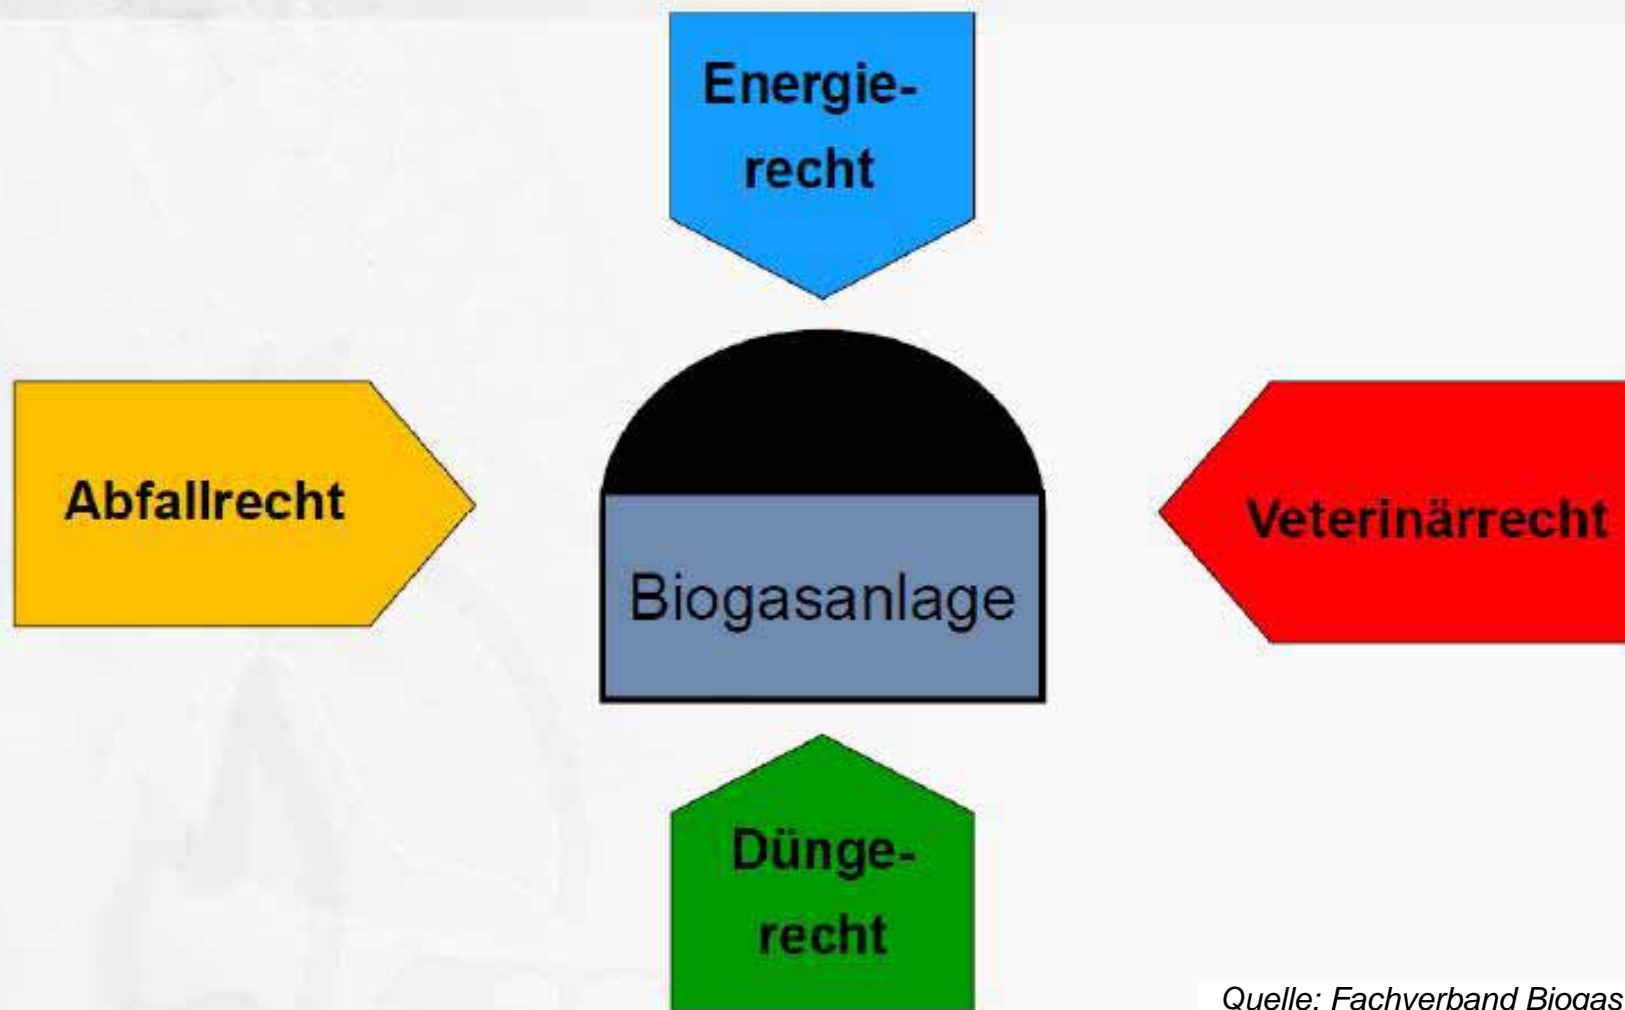 Energie-
recht
Abfallrecht
Veterinärrecht
Biogasanlage
Dünge-
recht
Quelle: Fachverband Biogas